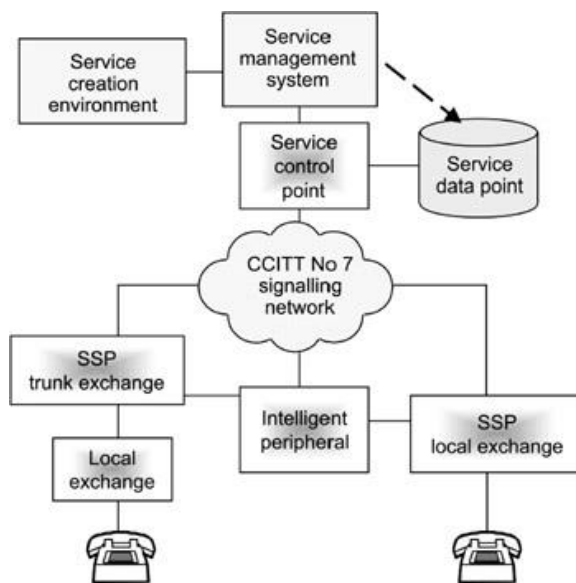 Service
management
system
Service
creation
environment
Service
control
point
Service
data point
CCITT No 7
signalling
network
SSP
trunk exchange
Intelligent
peripheral
SSP
local exchange
Local
exchange